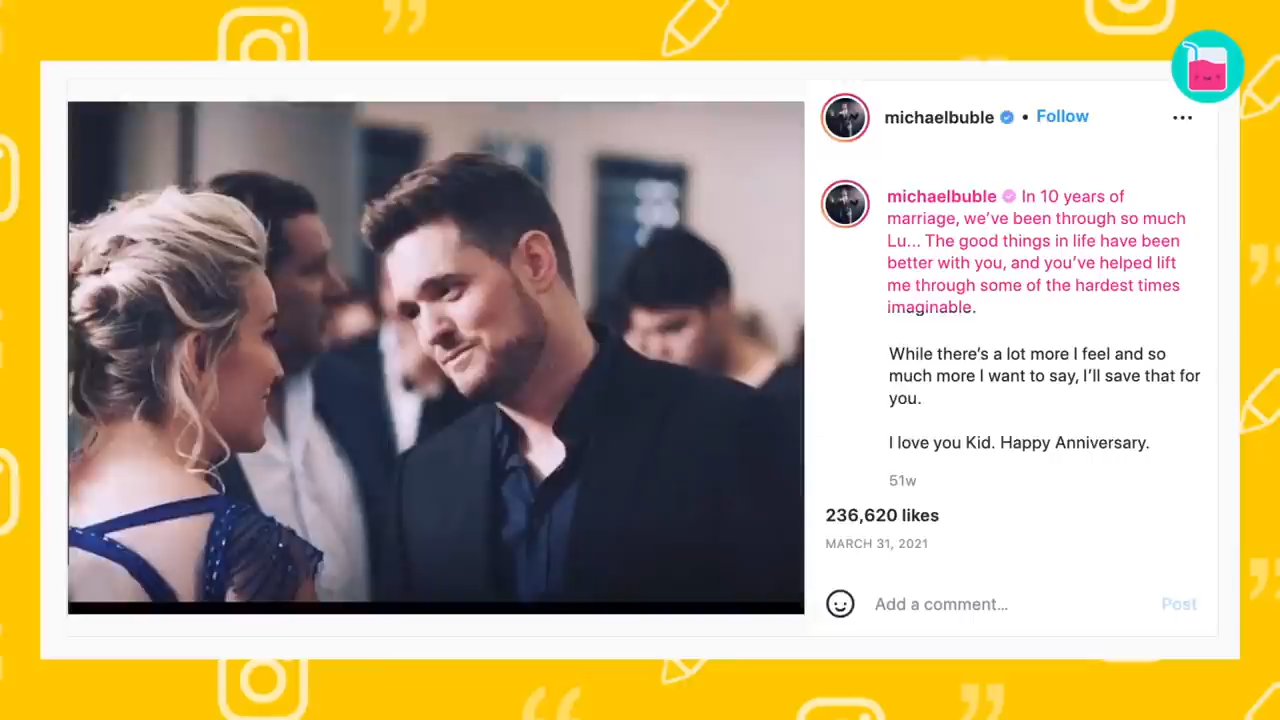 michaelbuble • Follow
michaelbuble In 10 years of
marriage, we've been through so much
Lu... The good things in life have been
better with you, and you've helped lift
me through some of the hardest times
imaginable.
While there's a lot more I feel and so
much more I want to say, I'll save that for
you.
I love you Kid. Happy Anniversary.
51w
236,620 likes
MARCH 31, 2021
Add a comment...
Post